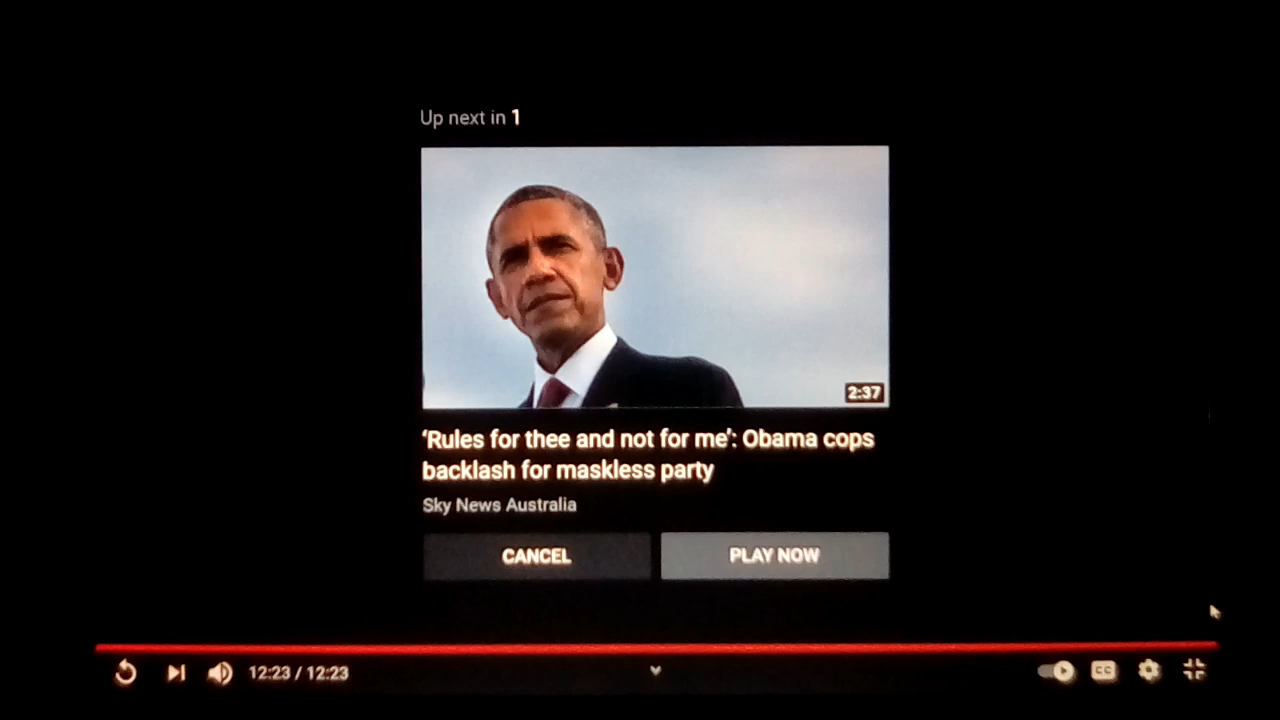 Up next in 1
2:37
‘Rules for thee and not for me’: Obama cops
backlash for maskless party
Sky News Australia
CANCEL
PLAY NOW
12:23 / 12:23
CC